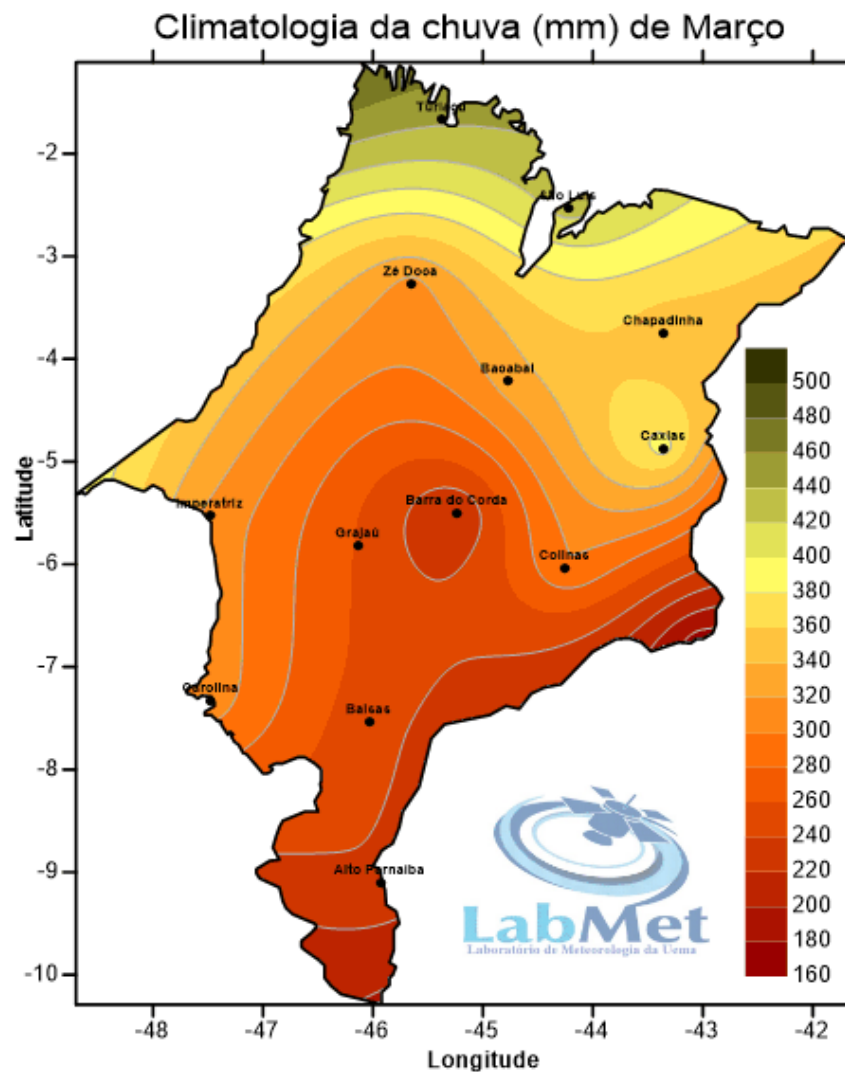 Climatologia da chuva (mm) de Março
Turiaçu
-2
São Luís
-3
Zé Doca
Chapadinha
-4
Bacabal
500
480
Caxias
460
-5
440
Imperatriz
Barra do Corda
420
Grajaú
Colinas
400
-6
380
360
340
-7
Carolina
320
Balsas
300
280
-8
260
240
220
-9
Alto Parnaíba
200
LabMet
180
Laboratório de Meteorologia da Uema
160
-10
Latitude
-48 -47 -46 -45 -44 -43 -42
Longitude